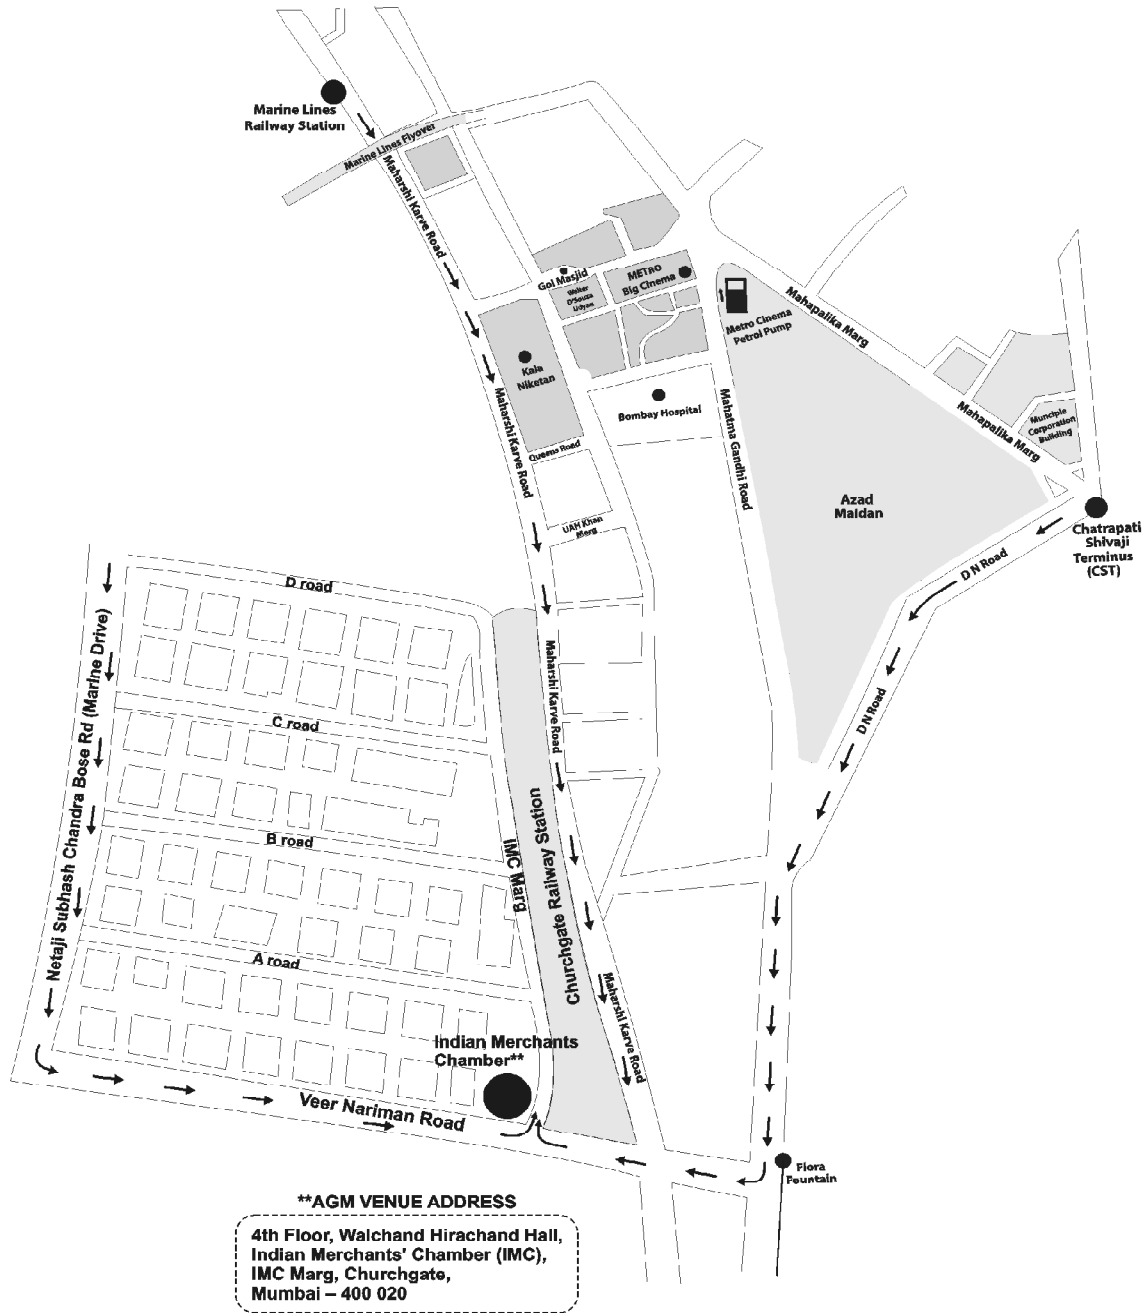 Marine Lines
Railway Station
Marine Lines Flyover
Maharshi Karve Road
Gol Masjid
Walter
D'Souza
Udyan
METRO
Big Cinema
Metro Cinema
Petrol Pump
Mahapalika Marg
Kala
Niketan
Bombay Hospital
Mahatma Gandhi Road
Mahapalika Marg
Munciple
Corporation
Building
Maharshi Karve Road
Queens Road
UAH Khan
Marg
Azad
Maidan
Chatrapati
Shivaji
Terminus
(CST)
D N Road
D N Road
D road
Netaji Subhash Chandra Bose Rd (Marine Drive)
C road
Maharshi Karve Road
B road
IMC Marg
Churchgate Railway Station
A road
Maharshi Karve Road
Indian Merchants
Chamber**
Veer Nariman Road
Flora
Fountain
**AGM VENUE ADDRESS
4th Floor, Walchand Hirachand Hall,
Indian Merchants' Chamber (IMC),
IMC Marg, Churchgate,
Mumbai – 400 020